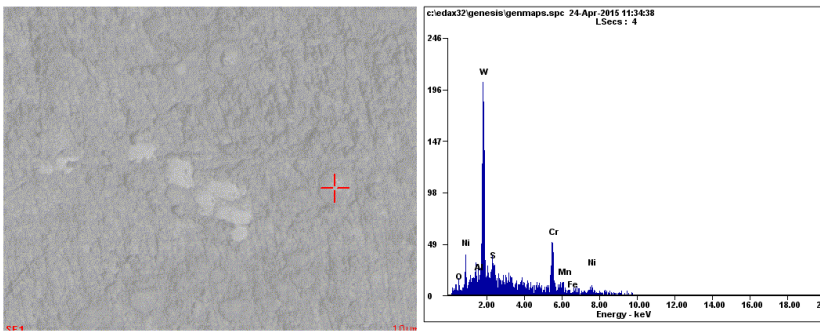 c:\edax32\genesis\genmaps.spc 24-Apr-2015 11:34:38
LSecs : 4
246
196
147
98
49
0
W
Ni
O
Al
S
Cr
Mn
Fe
Ni
2.00 4.00 6.00 8.00 10.00 12.00 14.00 16.00 18.00
Energy - keV
SE1